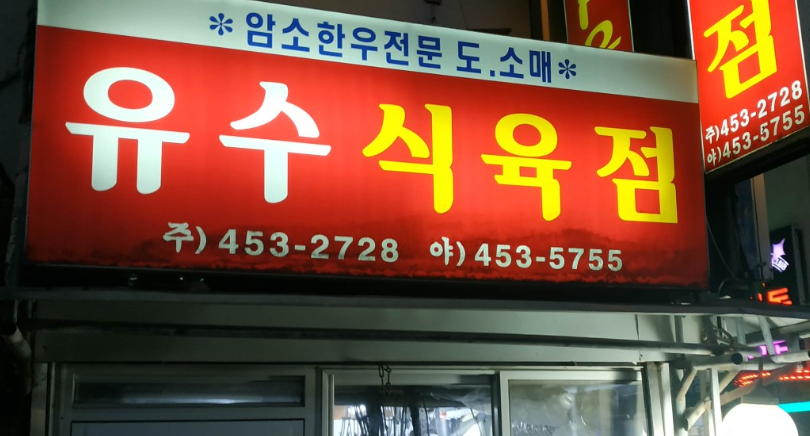 *암소한우전문 도.소매*
유수식육점
주) 453-2728 야) 453-5755
점
주)453-2728
야)453-5755